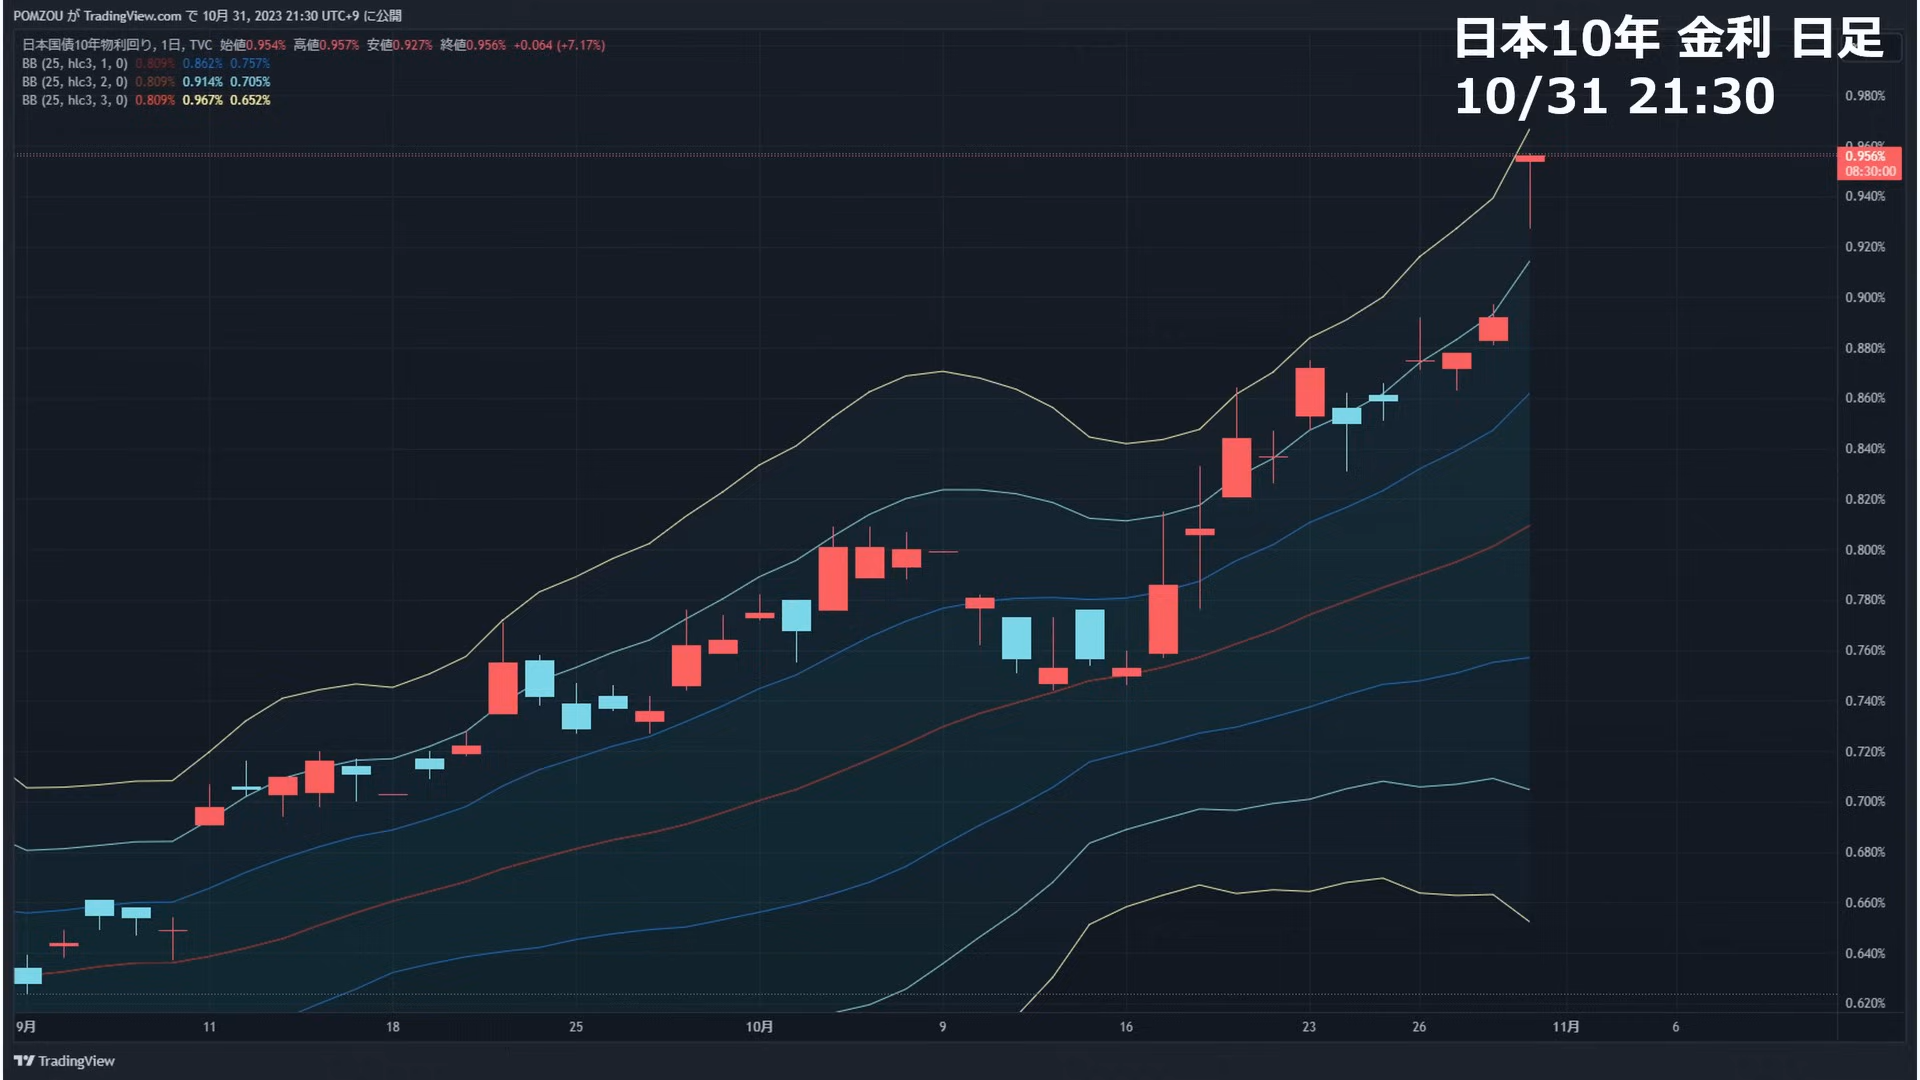 POMZOU が TradingView.com で 10月 31, 2023 21:30 UTC+9 に公開
日本10年 金利 日足
10/31 21:30
日本国債10年物利回り, 1日, TVC 始値0.954% 高値0.957% 安値0.927% 終値0.956% +0.064 (+7.17%)
BB (25, hlc3, 1, 0) 0.809% 0.862% 0.757%
BB (25, hlc3, 2, 0) 0.809% 0.914% 0.705%
BB (25, hlc3, 3, 0) 0.809% 0.967% 0.652%
0.980%
0.960%
0.956%
08:30:00
0.940%
0.920%
0.900%
0.880%
0.860%
0.840%
0.820%
0.800%
0.780%
0.760%
0.740%
0.720%
0.700%
0.680%
0.660%
0.640%
0.620%
9月 11 18 25 10月 9 16 23 26 11月 6
TradingView